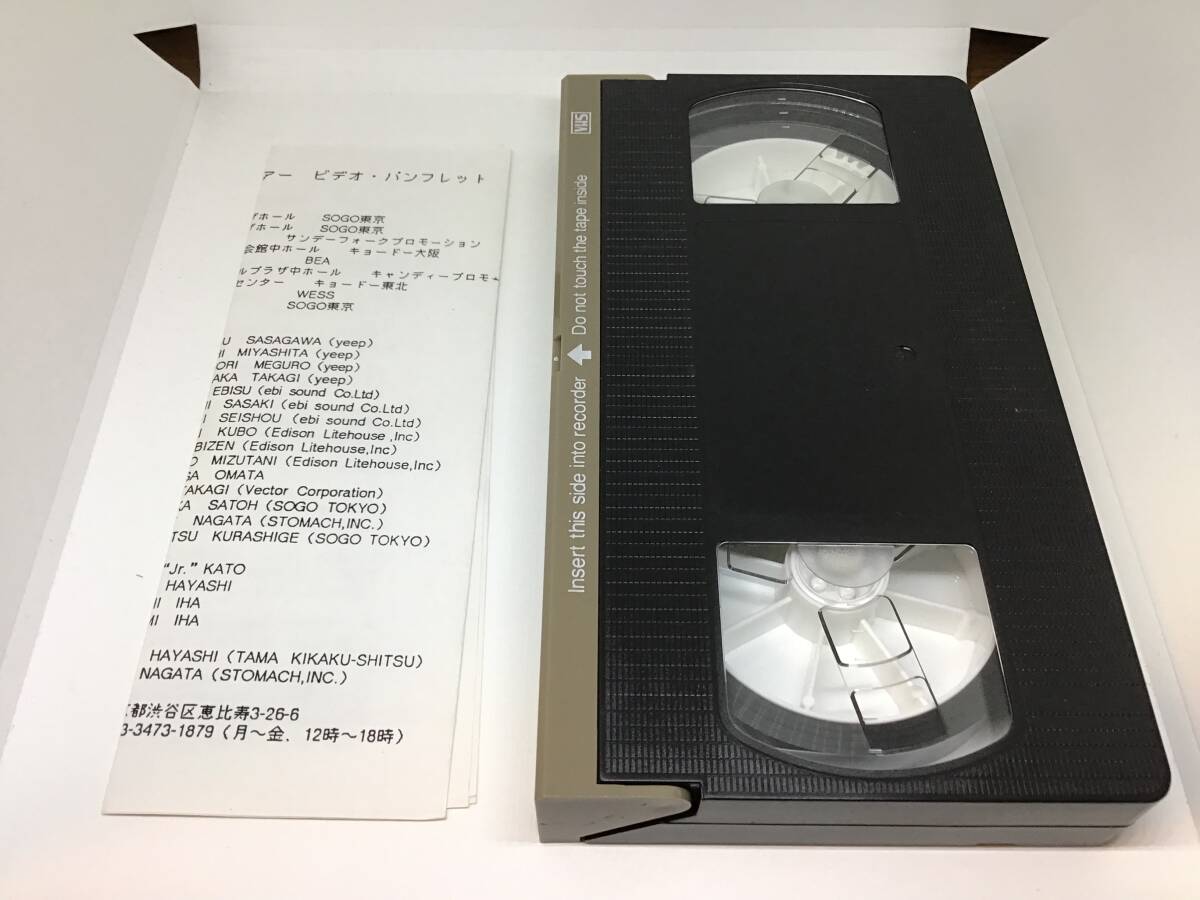 アー ビデオ・パンフレット
ホール SOGO東京
ホール SOGO東京
サンデーフォークプロモーション
会館中ホール キョードー大阪
BEA
ルプラザ中ホール キャンディープロモー
センター キョードー東北
WESS
SOGO東京
U SASAGAWA (yeep)
II MIYASHITA (yeep)
ORI MEGURO (yeep)
AKA TAKAGI (yeep)
EBISU (ebi sound Co.Ltd)
I SASAKI (ebi sound Co.Ltd)
I SEISHOU (ebi sound Co.Ltd)
I KUBO (Edison Litehouse ,Inc)
BIZEN (Edison Litehouse,Inc)
O MIZUTANI (Edison Litehouse,Inc)
GA OMATA
TAKAGI (Vector Corporation)
KA SATOH (SOGO TOKYO)
NAGATA (STOMACH,INC.)
TSU KURASHIGE (SOGO TOKYO)
"Jr." KATO
HAYASHI
II IHA
MI IHA
HAYASHI (TAMA KIKAKU-SHITSU)
NAGATA (STOMACH,INC.)
都渋谷区恵比寿3-26-6
3-3473-1879 (月〜金. 12時〜18時)
VHS
Insert this side into recorder Do not touch the tape inside